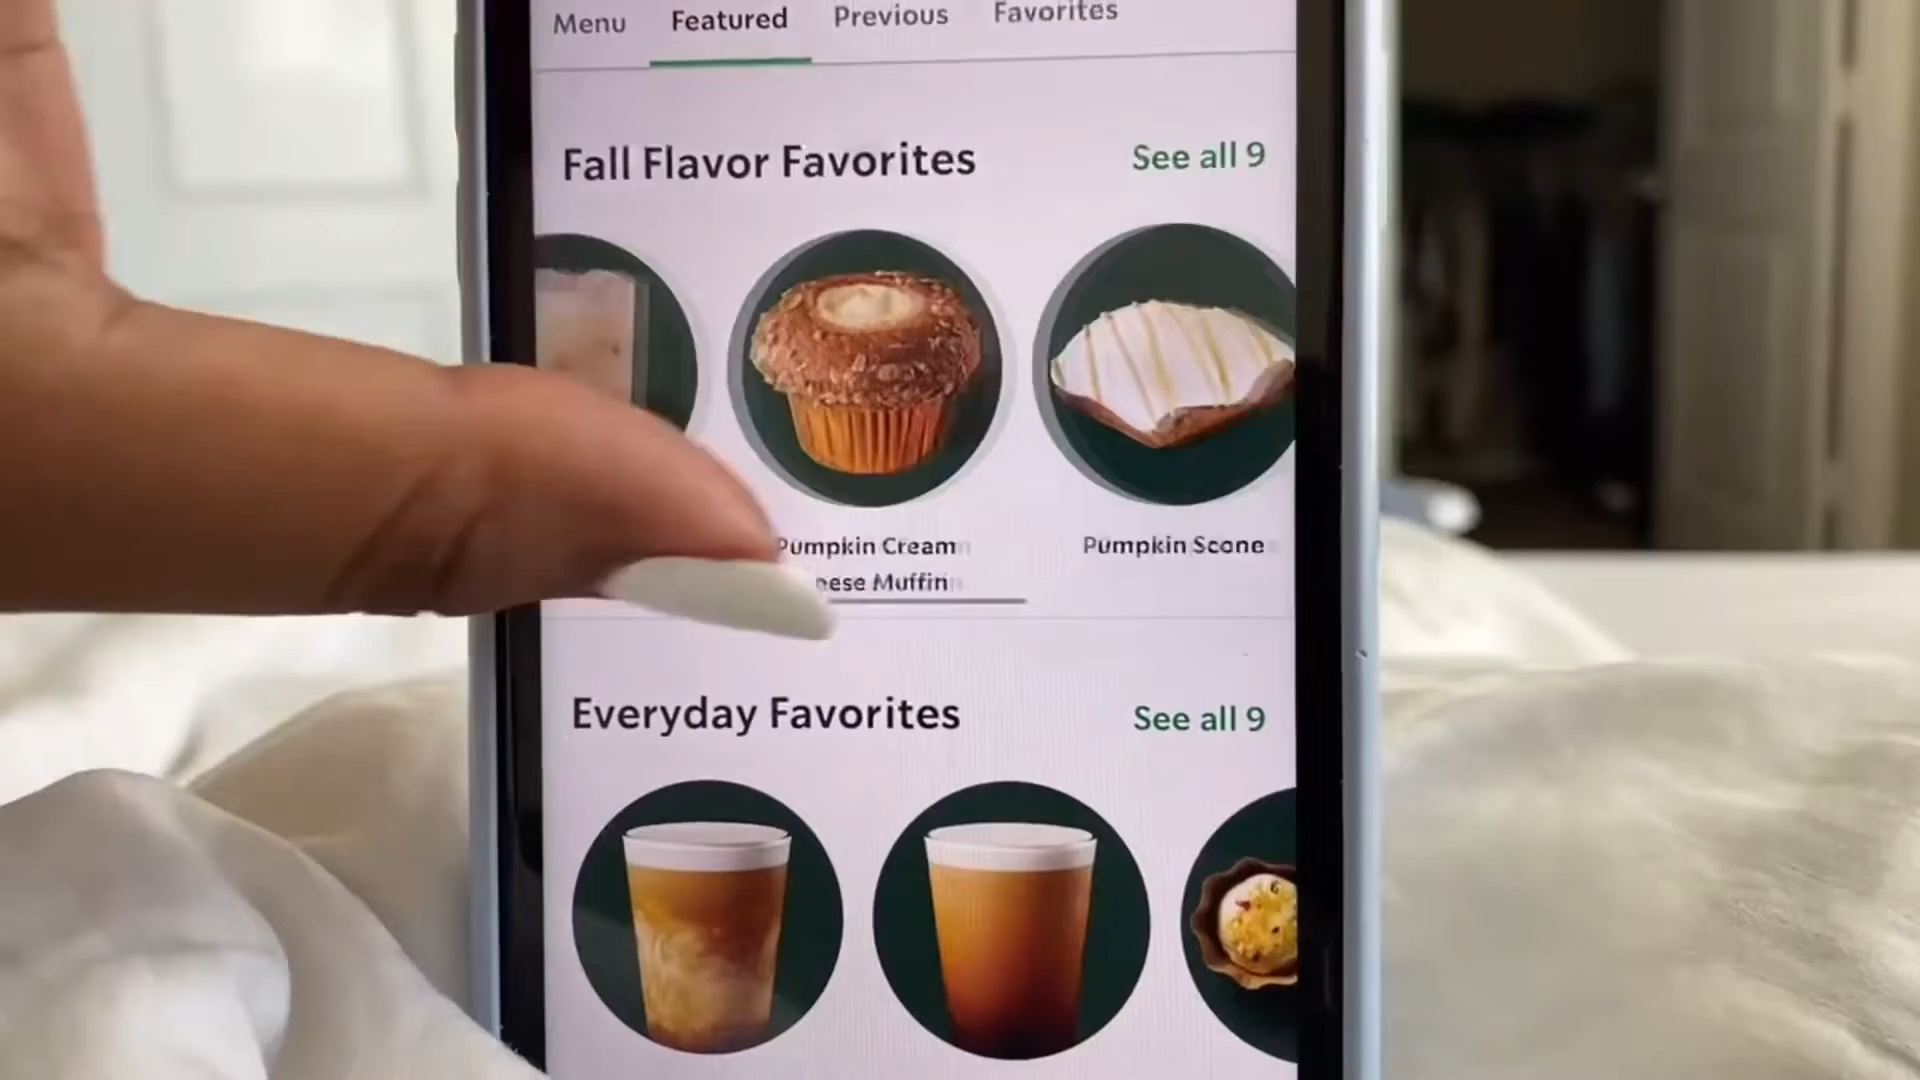 Menu Featured Previous Favorites
Fall Flavor Favorites See all 9
Pumpkin Cream Pumpkin Scone
Muffin
Everyday Favorites See all 9